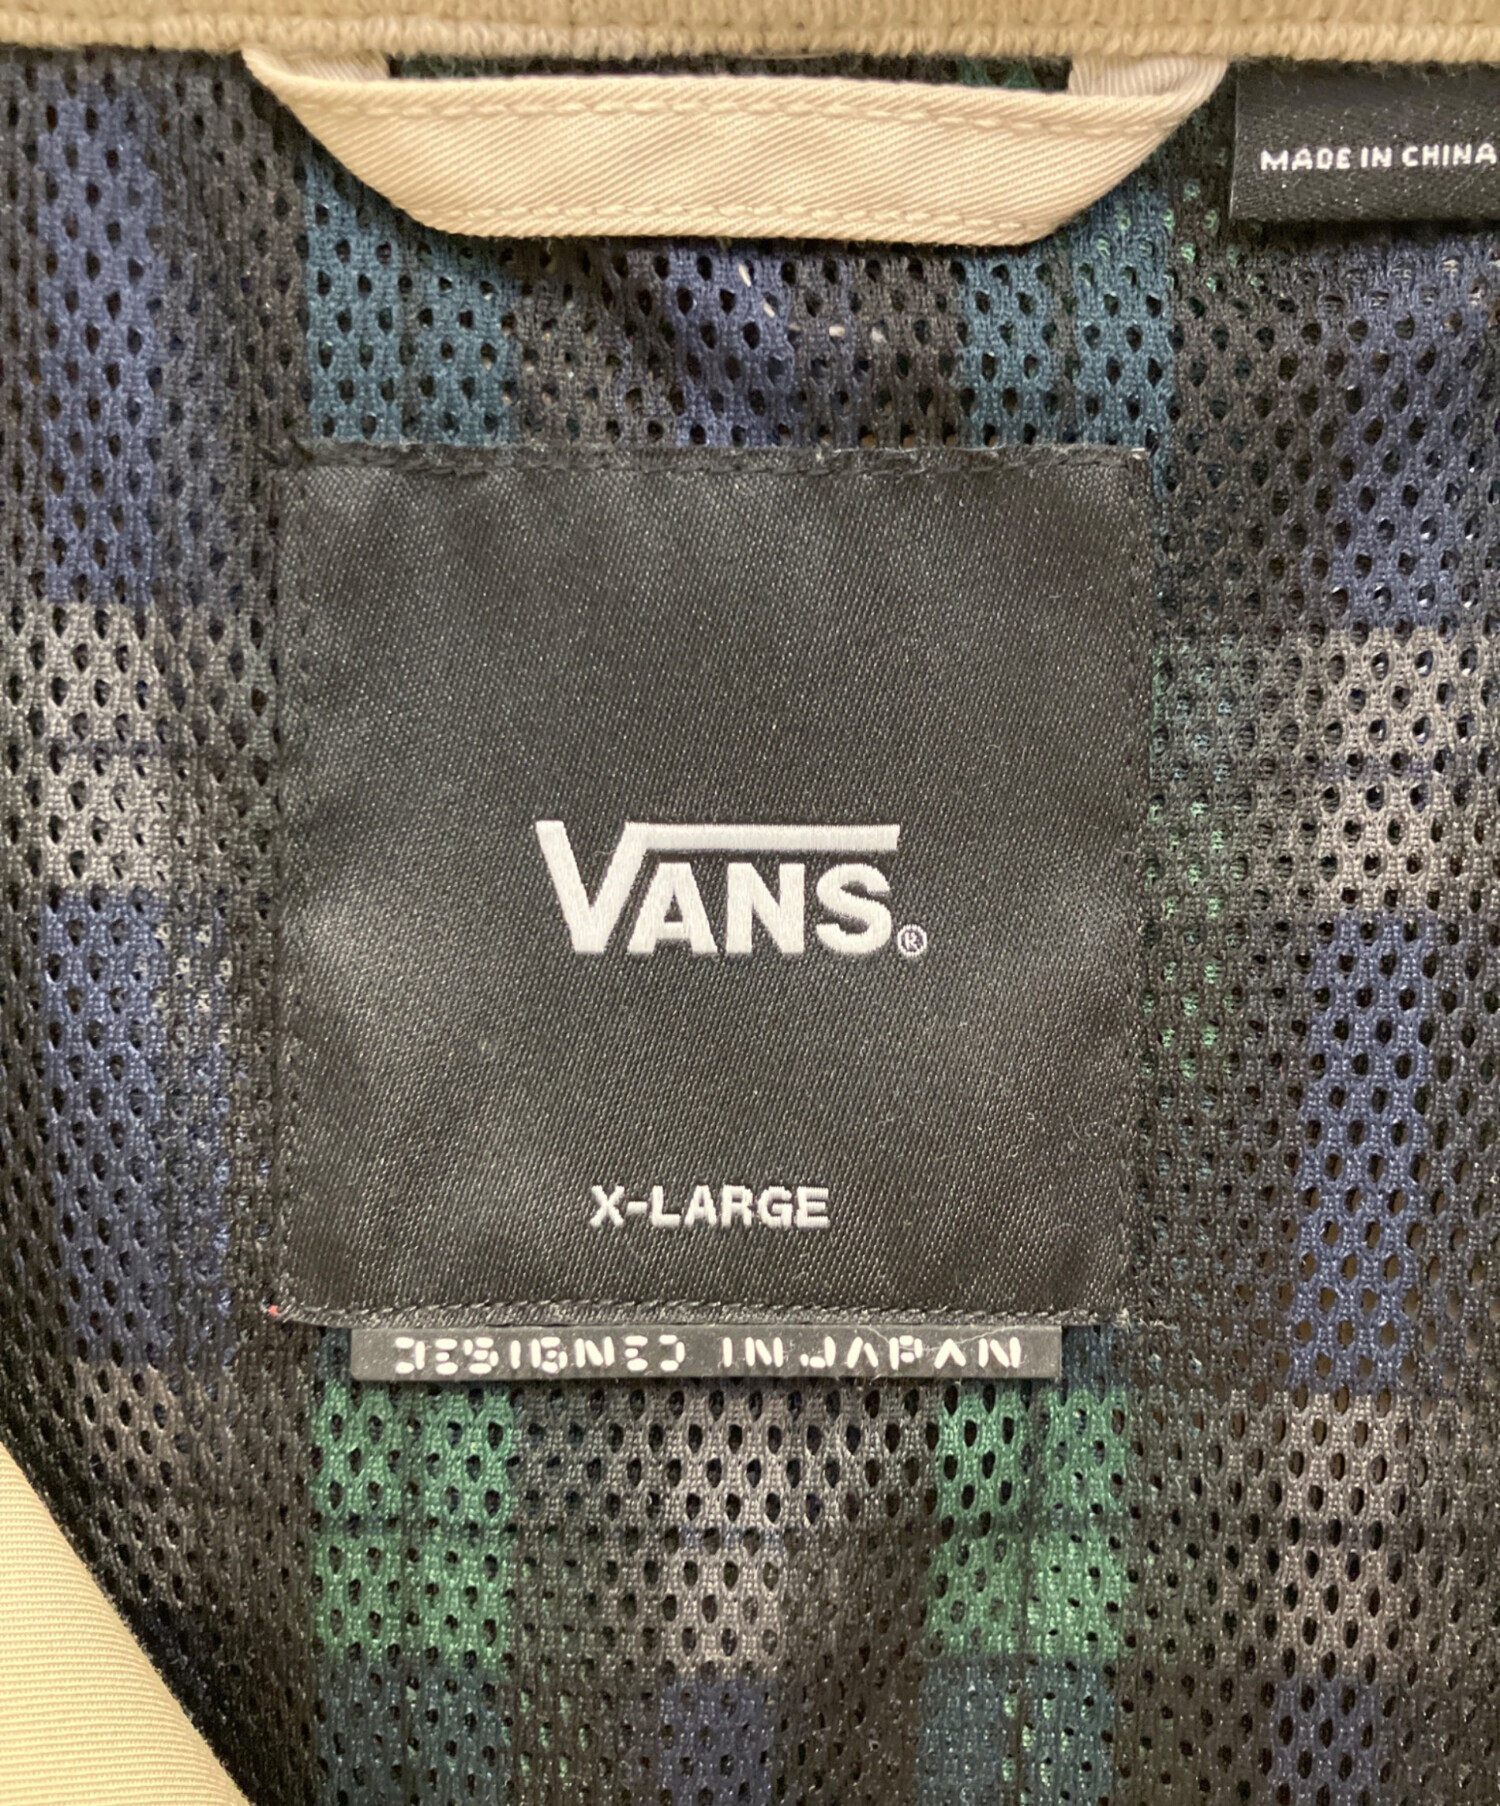 MADE IN CHINA
VANS®
X-LARGE
DESIGNED IN JAPAN